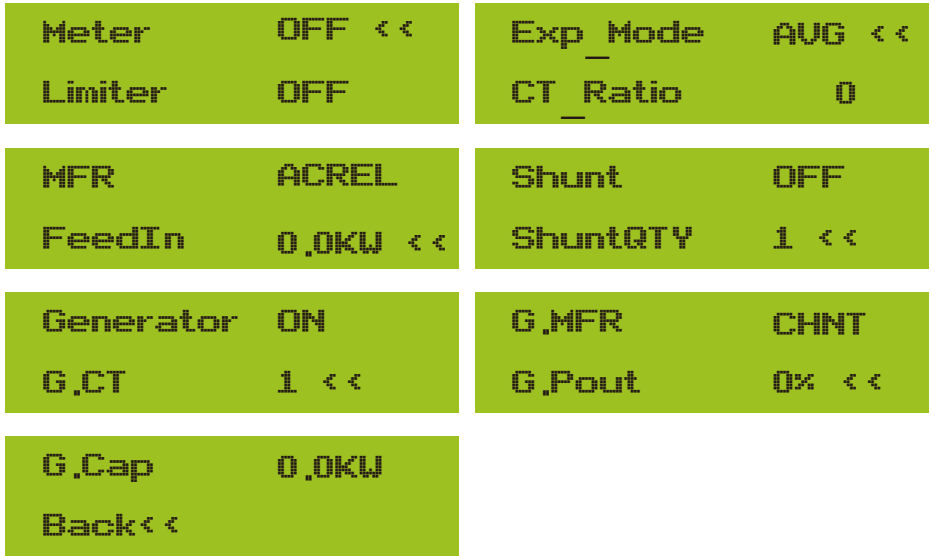 Meter OFF <<
Limiter OFF
Exp_Mode AVG <<
CT_Ratio 0
MFR ACREL
FeedIn 0.0KW <<
Shunt OFF
ShuntQTY 1 <<
Generator ON
G.CT 1 <<
G.MFR CHNT
G.Pout 0% <<
G.Cap 0.0KW
Back<<